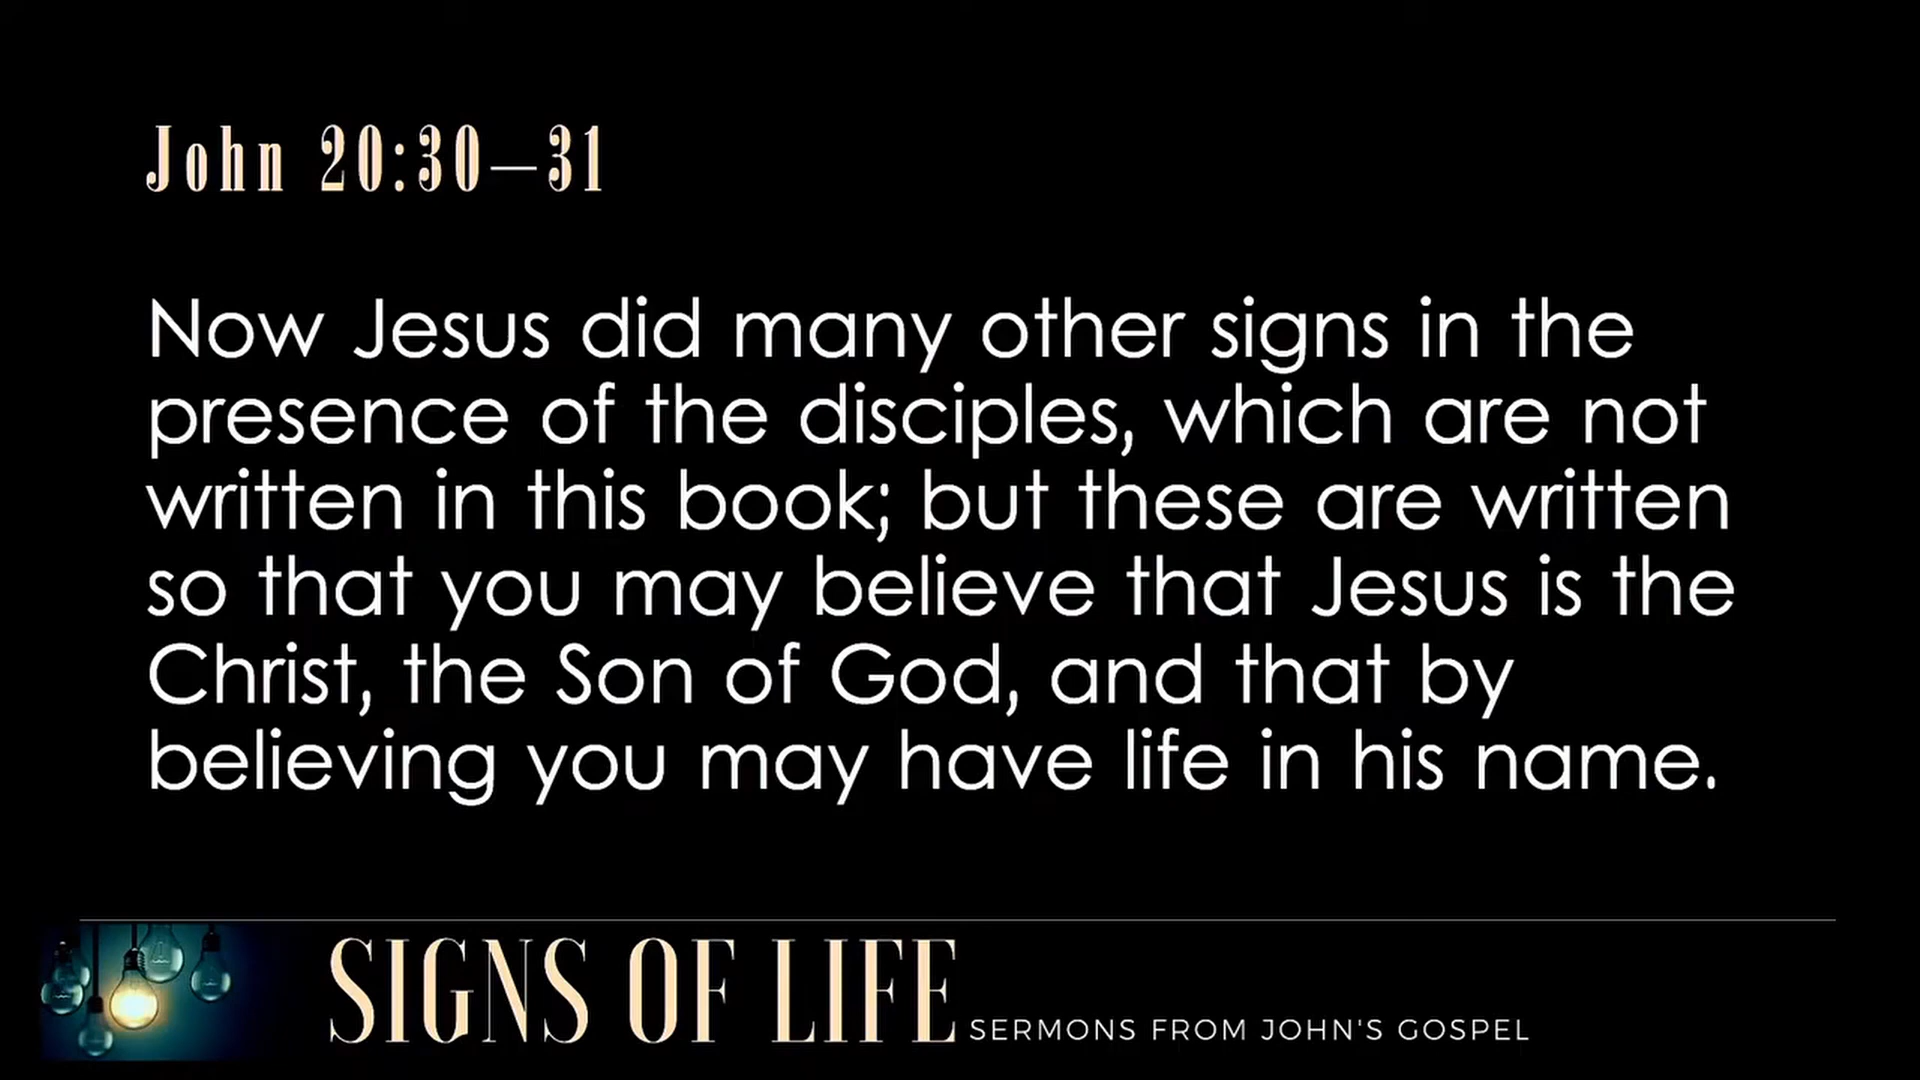 John 20:30–31
Now Jesus did many other signs in the
presence of the disciples, which are not
written in this book; but these are written
so that you may believe that Jesus is the
Christ, the Son of God, and that by
believing you may have life in his name.
SIGNS OF LIFE SERMONS FROM JOHN'S GOSPEL